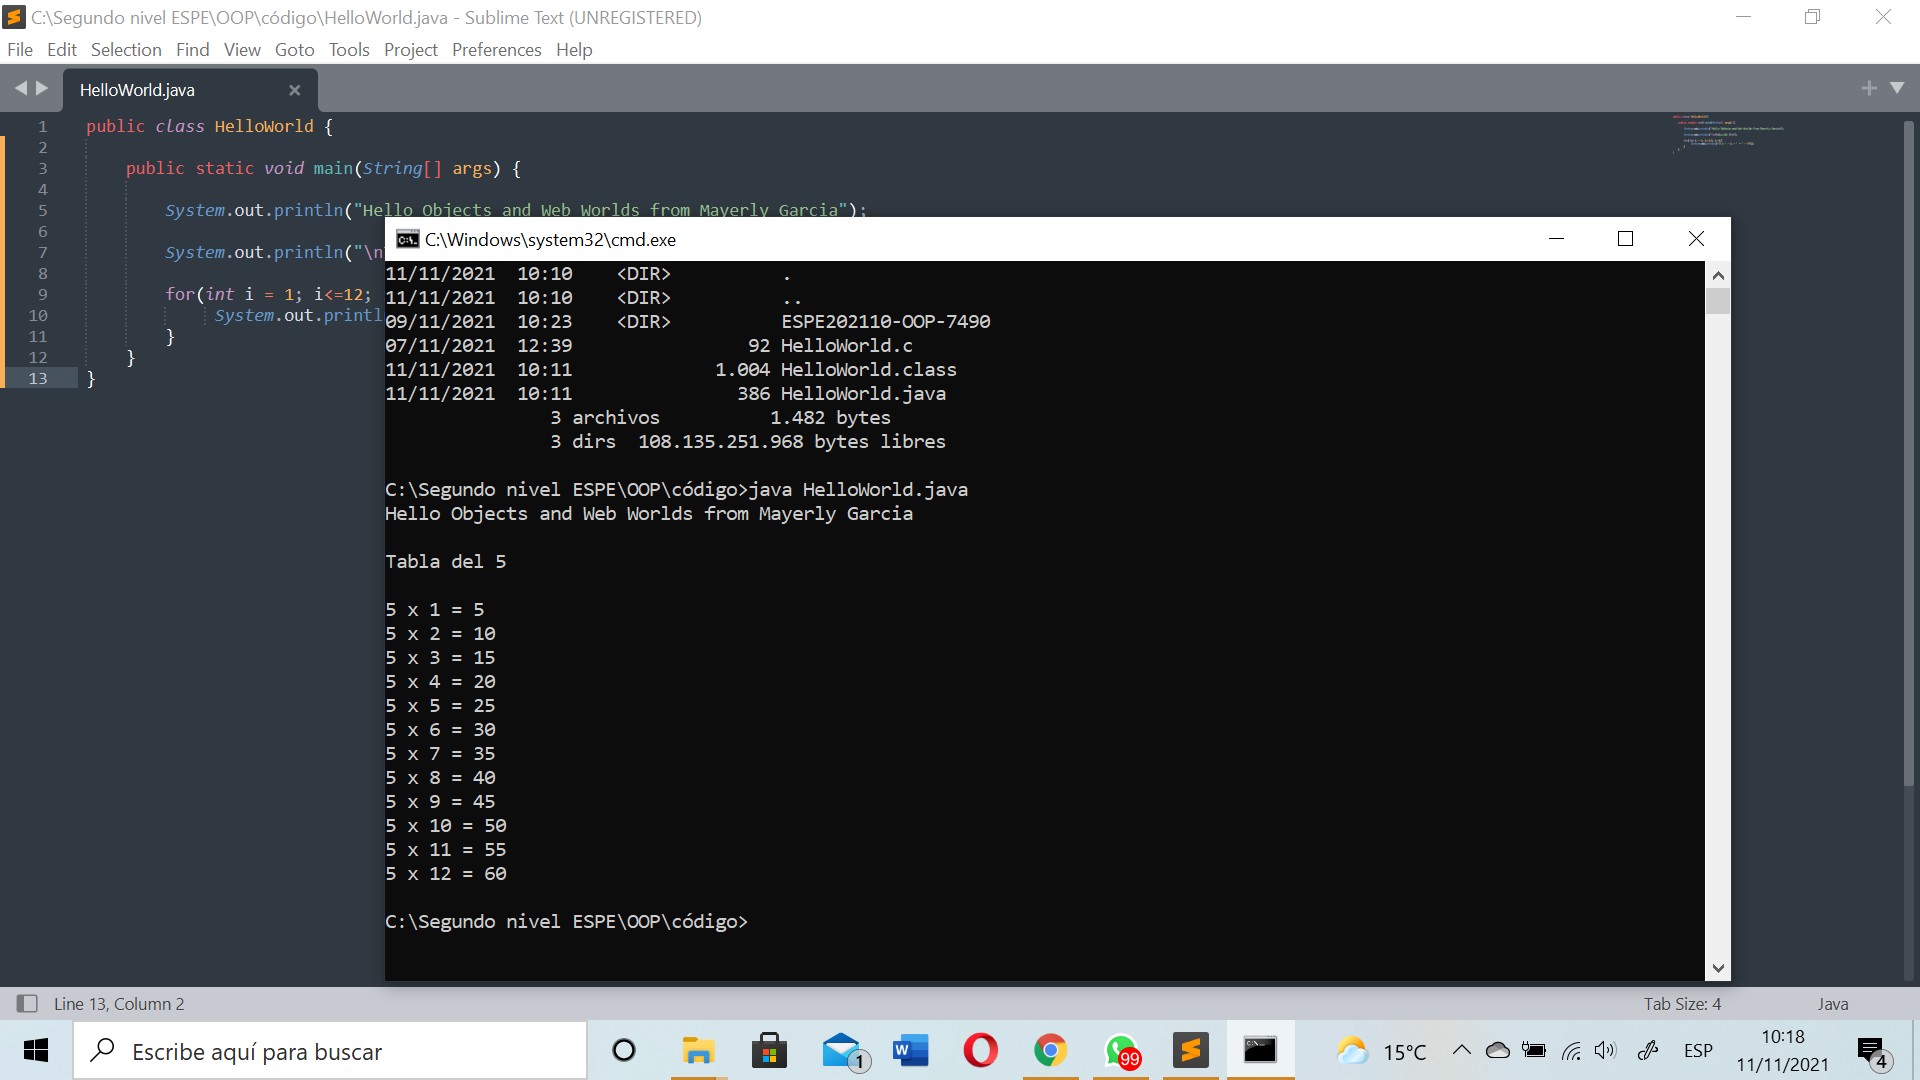 C:\Segundo nivel ESPE\OOP\código\HelloWorld.java - Sublime Text (UNREGISTERED)
File Edit Selection Find View Goto Tools Project Preferences Help
HelloWorld.java
1 public class HelloWorld {
2
3 public static void main(String[] args) {
4
5 System.out.println("Hello Objects and Web Worlds from Mayerly Garcia");
6
7 System.out.println("\n
8
9 for(int i = 1; i<=12;
10 System.out.printl
11 }
12 }
13 }
C:\Windows\system32\cmd.exe
11/11/2021 10:10 <DIR> .
11/11/2021 10:10 <DIR> ..
09/11/2021 10:23 <DIR> ESPE202110-OOP-7490
07/11/2021 12:39 92 HelloWorld.c
11/11/2021 10:11 1.004 HelloWorld.class
11/11/2021 10:11 386 HelloWorld.java
3 archivos 1.482 bytes
3 dirs 108.135.251.968 bytes libres
C:\Segundo nivel ESPE\OOP\código>java HelloWorld.java
Hello Objects and Web Worlds from Mayerly Garcia
Tabla del 5
5 x 1 = 5
5 x 2 = 10
5 x 3 = 15
5 x 4 = 20
5 x 5 = 25
5 x 6 = 30
5 x 7 = 35
5 x 8 = 40
5 x 9 = 45
5 x 10 = 50
5 x 11 = 55
5 x 12 = 60
C:\Segundo nivel ESPE\OOP\código>
Line 13, Column 2 Tab Size: 4 Java
Escribe aquí para buscar 1 99 15°C ESP 10:18
11/11/2021 4